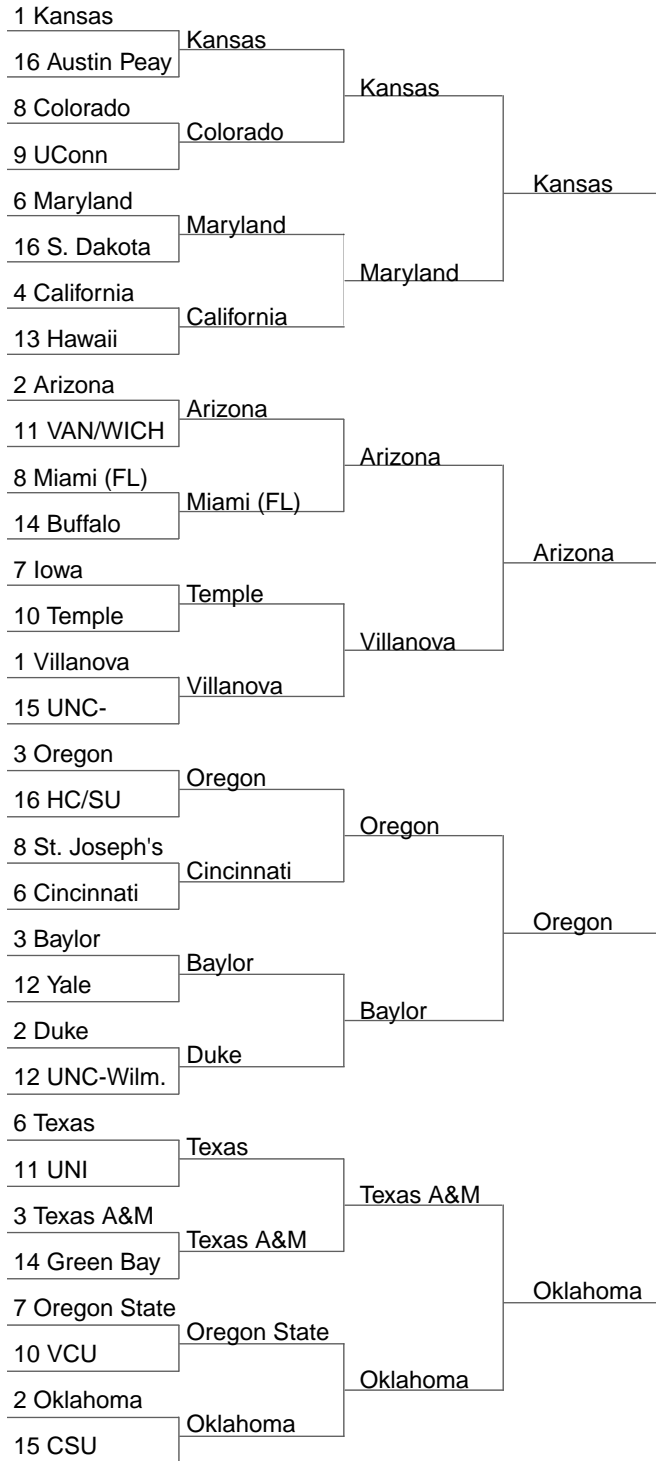 1 Kansas
16 Austin Peay
8 Colorado
9 UConn
6 Maryland
16 S. Dakota
4 California
13 Hawaii
2 Arizona
11 VAN/WICH
8 Miami (FL)
14 Buffalo
7 Iowa
10 Temple
1 Villanova
15 UNC-
3 Oregon
16 HC/SU
8 St. Joseph's
6 Cincinnati
3 Baylor
12 Yale
2 Duke
12 UNC-Wilm.
6 Texas
11 UNI
3 Texas A&M
14 Green Bay
7 Oregon State
10 VCU
2 Oklahoma
15 CSU
Kansas
Colorado
Maryland
California
Arizona
Miami (FL)
Temple
Villanova
Oregon
Cincinnati
Baylor
Duke
Texas
Texas A&M
Oregon State
Oklahoma
Kansas
Maryland
Arizona
Villanova
Oregon
Baylor
Texas A&M
Oklahoma
Kansas
Arizona
Oregon
Oklahoma